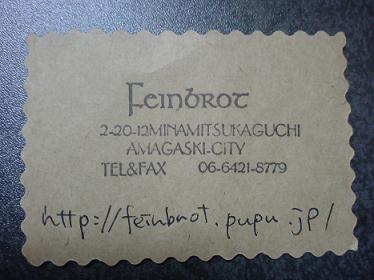 Feinbrot
2-20-12MINAMITSUKAGUCHI
AMAGASKI-CiTY
TEL&FAX 06-6421-8779
http://feinbrot.pupu.jp/